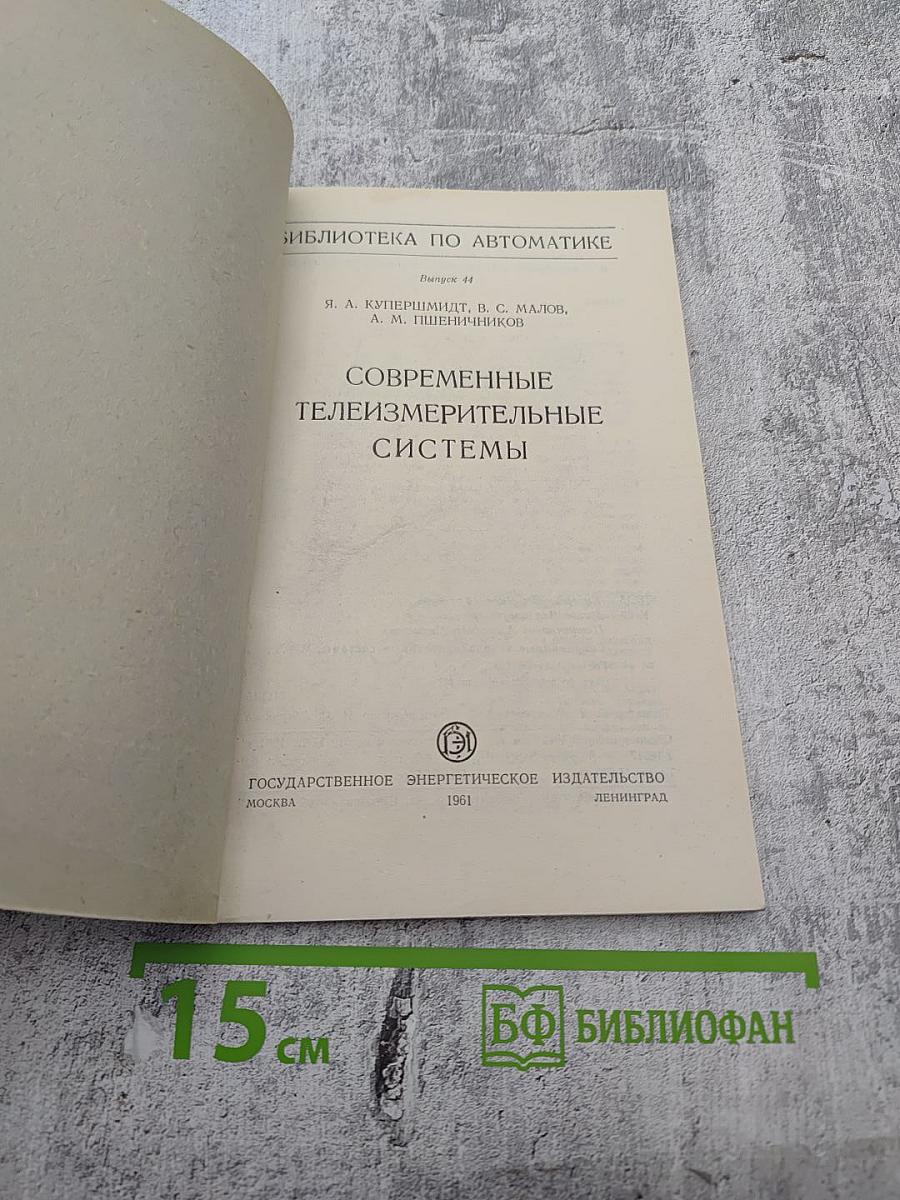 БИБЛИОТЕКА ПО АВТОМАТИКЕ
Выпуск 44
Я. А. КУПЕРШМИДТ, В. С. МАЛОВ,
А. М. ПШЕНИЧНИКОВ
СОВРЕМЕННЫЕ
ТЕЛЕИЗМЕРИТЕЛЬНЫЕ
СИСТЕМЫ
ГОСУДАРСТВЕННОЕ ЭНЕРГЕТИЧЕСКОЕ ИЗДАТЕЛЬСТВО
МОСКВА 1961 ЛЕНИНГРАД
15 см БФ БИБЛИОФАН